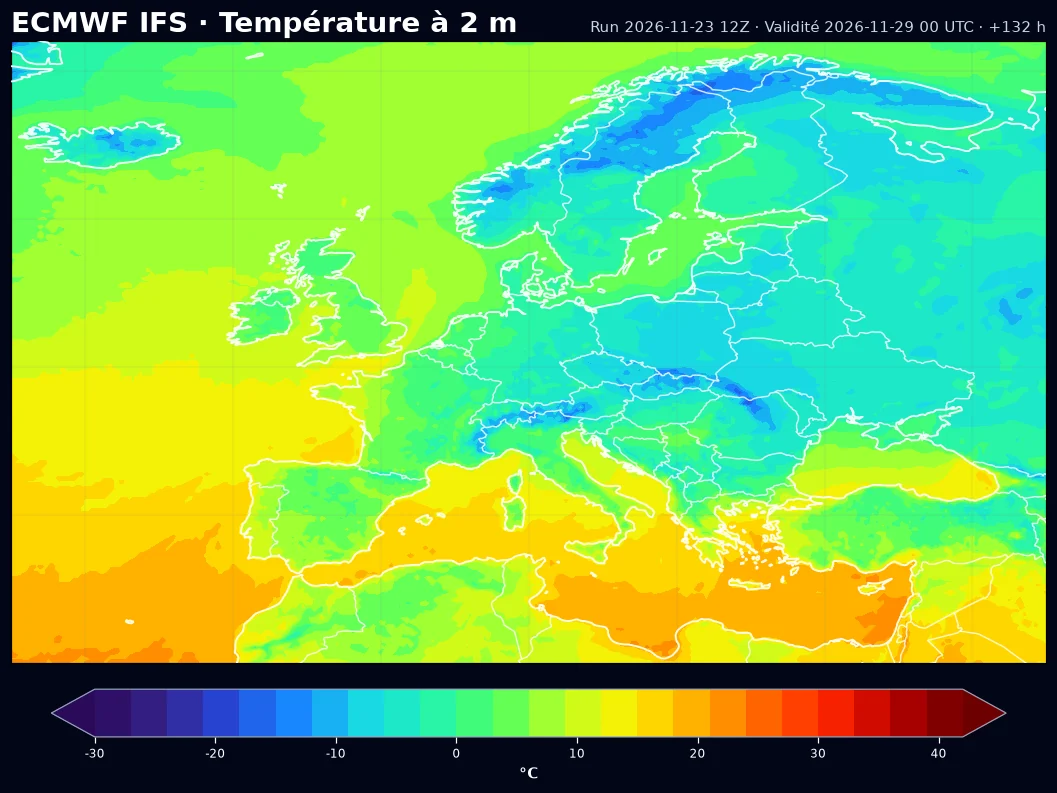 ECMWF IFS · Température à 2 m
Run 2026-11-23 12Z · Validité 2026-11-29 00 UTC · +132 h
-30 -20 -10 0 10 20 30 40
°C